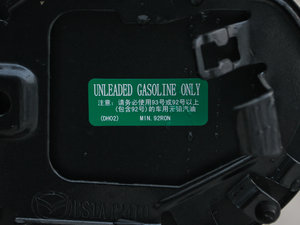 UNLEADED GASOLINE ONLY
注意：请务必使用93号或92号以上
(包含92号)的车用无铅汽油
(DH02) MIN. 92RON